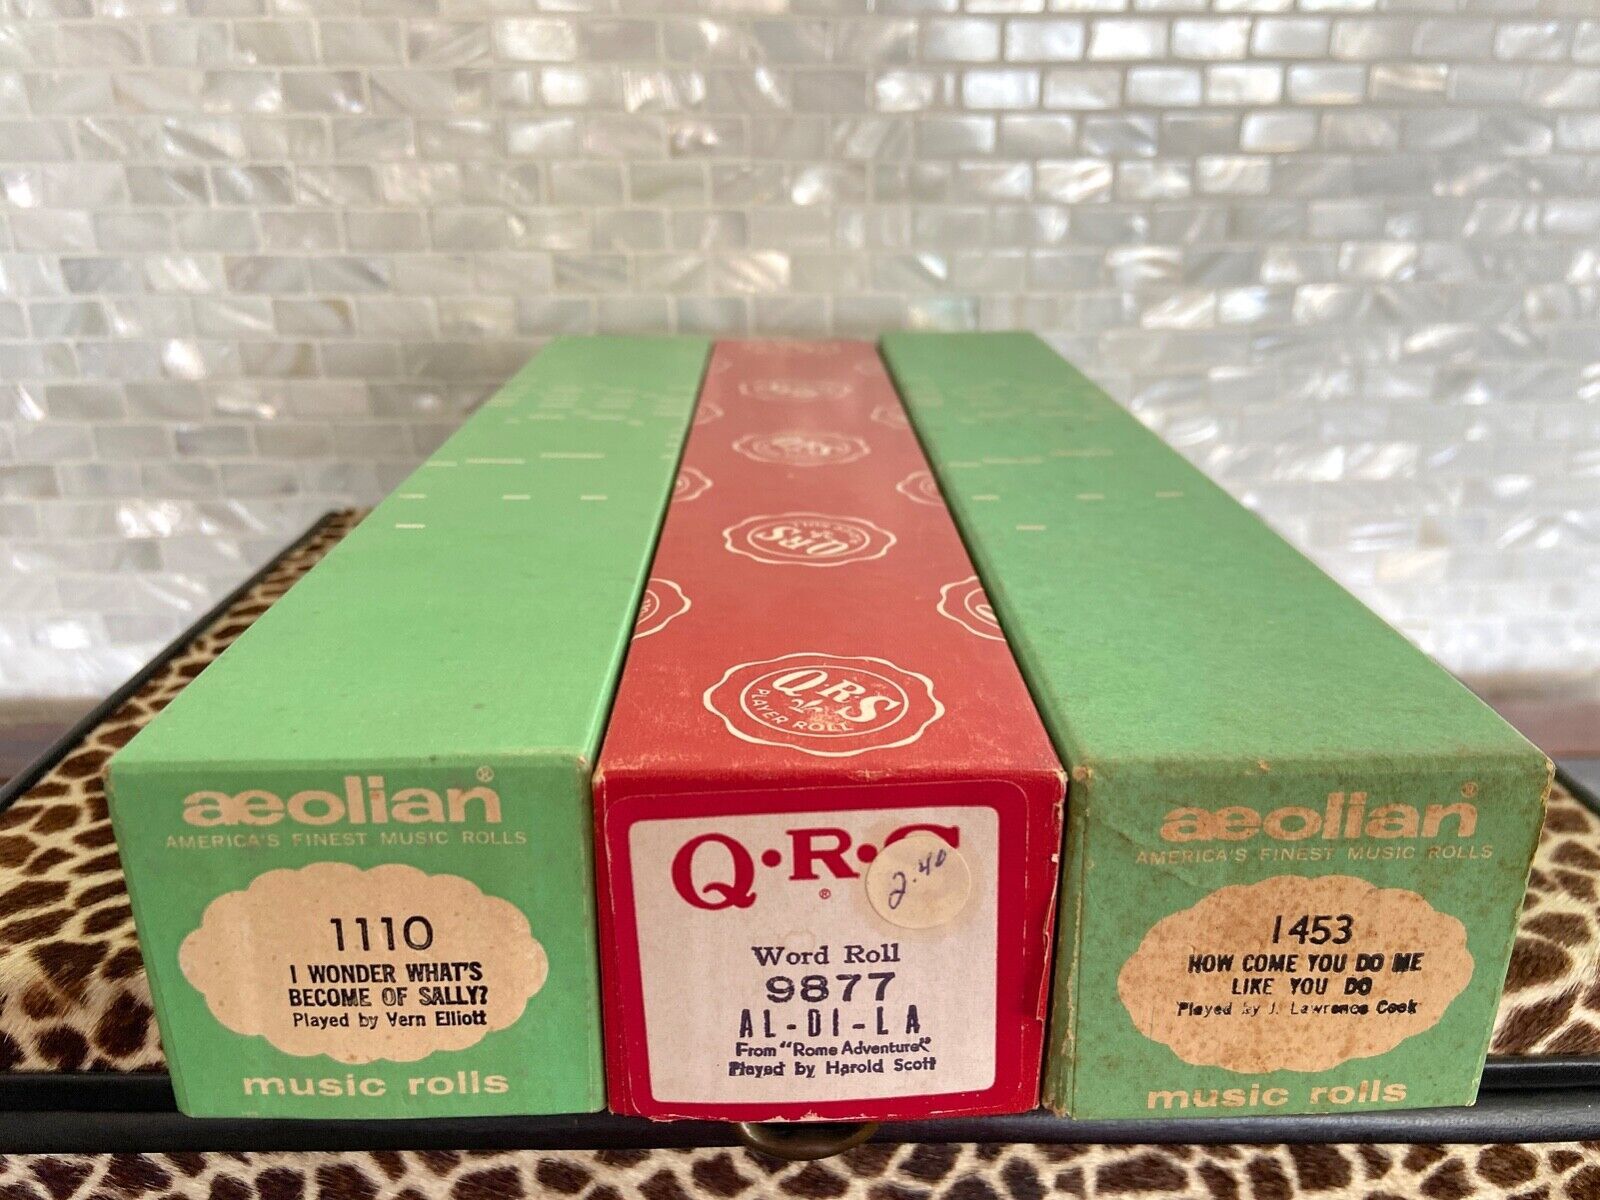 aeolian®
AMERICA'S FINEST MUSIC ROLLS
1110
I WONDER WHAT'S
BECOME OF SALLY?
Played by Vern Elliott
music rolls
Q·R·S
PLAYER ROLL
Q·R·S
®
2.40
Word Roll
9877
AL-DI-LA
From "Rome Adventure"
Played by Harold Scott
aeolian®
AMERICA'S FINEST MUSIC ROLLS
1453
HOW COME YOU DO ME
LIKE YOU DO
Played by J. Lawrence Cook
music rolls